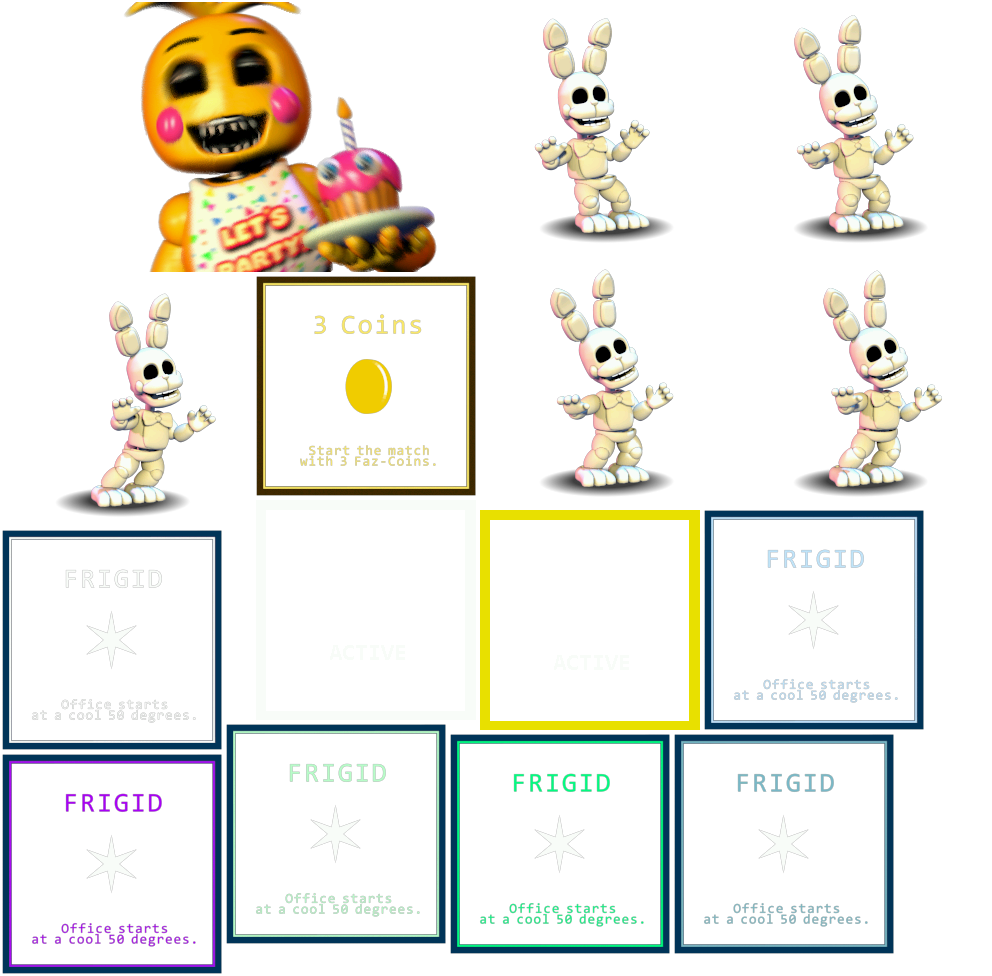 LET'S
PARTY!
3 Coins
Start the match
with 3 Faz-Coins.
FRIGID
Office starts
at a cool 50 degrees.
ACTIVE
ACTIVE
FRIGID
Office starts
at a cool 50 degrees.
FRIGID
Office starts
at a cool 50 degrees.
FRIGID
Office starts
at a cool 50 degrees.
FRIGID
Office starts
at a cool 50 degrees.
FRIGID
Office starts
at a cool 50 degrees.